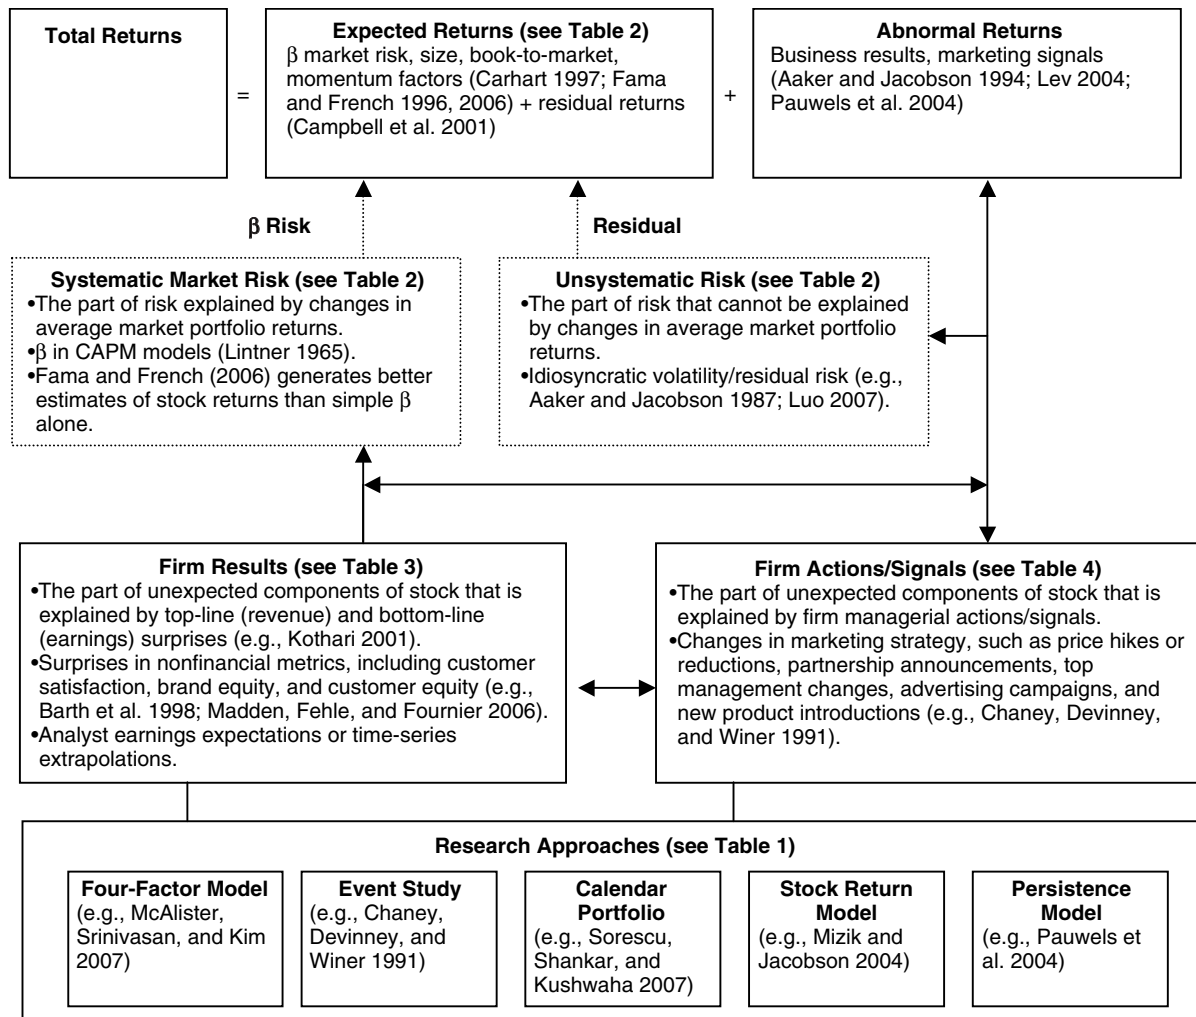 Total Returns
=
Expected Returns (see Table 2)
β market risk, size, book-to-market,
momentum factors (Carhart 1997; Fama
and French 1996, 2006) + residual returns
(Campbell et al. 2001)
+
Abnormal Returns
Business results, marketing signals
(Aaker and Jacobson 1994; Lev 2004;
Pauwels et al. 2004)
β Risk
Residual
Systematic Market Risk (see Table 2)
•The part of risk explained by changes in
average market portfolio returns.
•β in CAPM models (Lintner 1965).
•Fama and French (2006) generates better
estimates of stock returns than simple β
alone.
Unsystematic Risk (see Table 2)
•The part of risk that cannot be explained
by changes in average market portfolio
returns.
•Idiosyncratic volatility/residual risk (e.g.,
Aaker and Jacobson 1987; Luo 2007).
Firm Results (see Table 3)
•The part of unexpected components of stock that is
explained by top-line (revenue) and bottom-line
(earnings) surprises (e.g., Kothari 2001).
•Surprises in nonfinancial metrics, including customer
satisfaction, brand equity, and customer equity (e.g.,
Barth et al. 1998; Madden, Fehle, and Fournier 2006).
•Analyst earnings expectations or time-series
extrapolations.
Firm Actions/Signals (see Table 4)
•The part of unexpected components of stock that is
explained by firm managerial actions/signals.
•Changes in marketing strategy, such as price hikes or
reductions, partnership announcements, top
management changes, advertising campaigns, and
new product introductions (e.g., Chaney, Devinney,
and Winer 1991).
Research Approaches (see Table 1)
Four-Factor Model
(e.g., McAlister,
Srinivasan, and Kim
2007)
Event Study
(e.g., Chaney,
Devinney, and
Winer 1991)
Calendar
Portfolio
(e.g., Sorescu,
Shankar, and
Kushwaha 2007)
Stock Return
Model
(e.g., Mizik and
Jacobson 2004)
Persistence
Model
(e.g., Pauwels et
al. 2004)